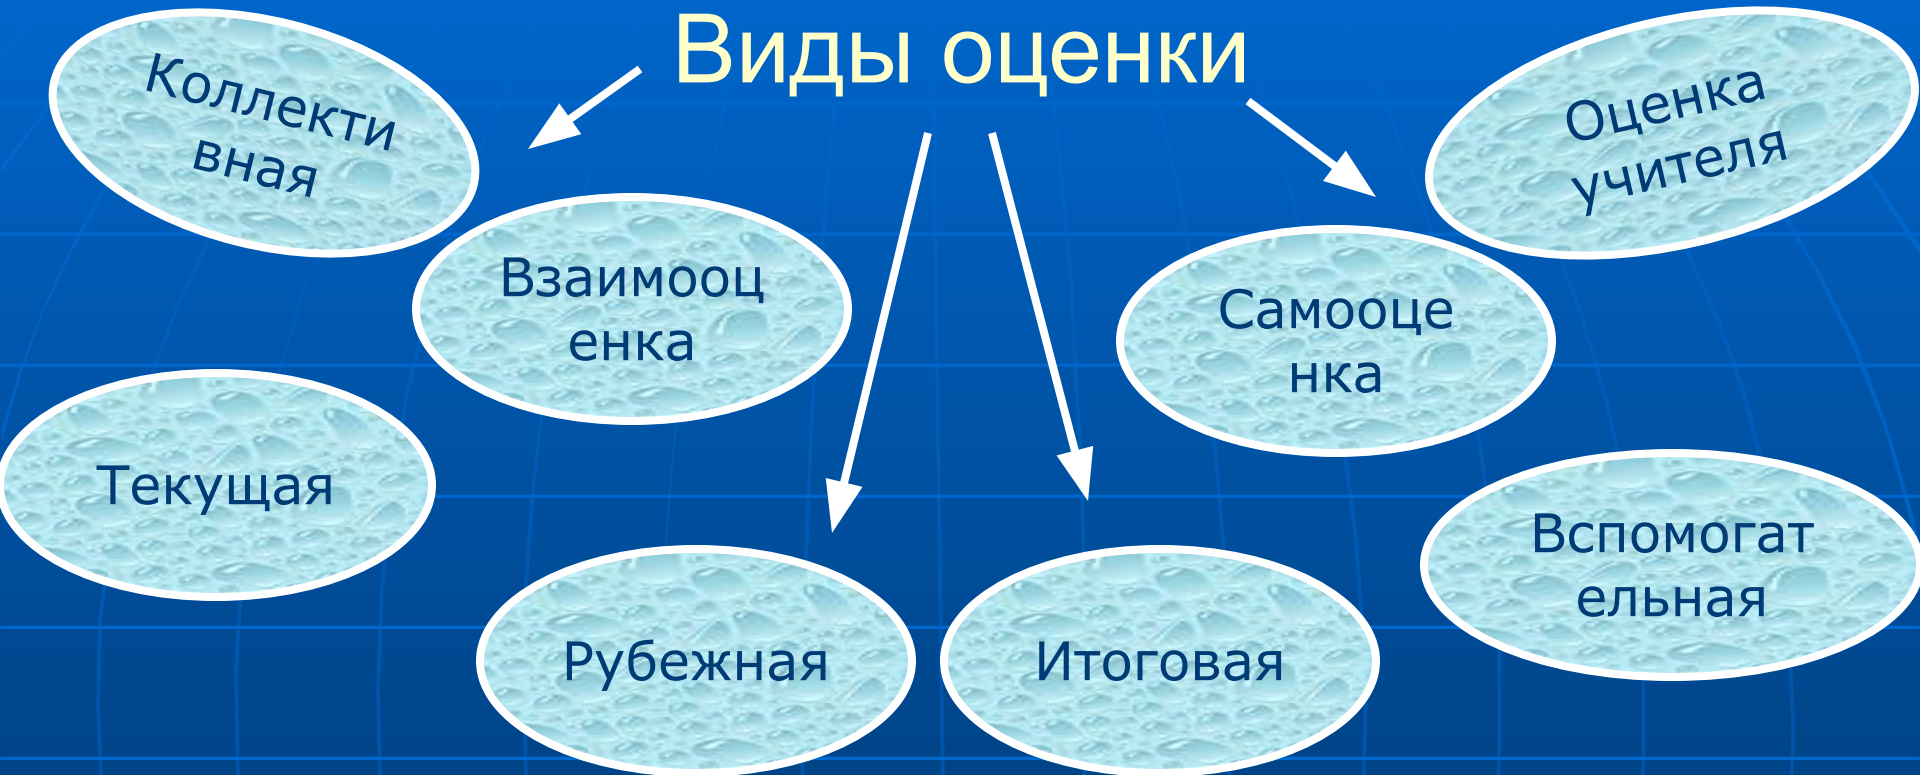 Виды оценки
Коллекти
вная
Оценка
учителя
Взаимооц
енка
Самооце
нка
Текущая
Вспомогат
ельная
Рубежная
Итоговая